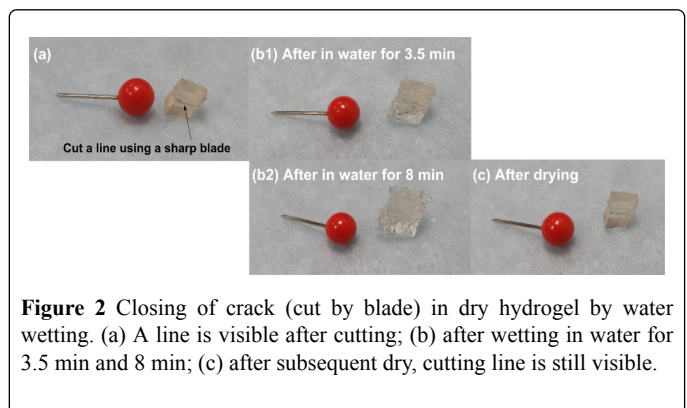 (a)
Cut a line using a sharp blade
(b1) After in water for 3.5 min
(b2) After in water for 8 min
(c) After drying
Figure 2 Closing of crack (cut by blade) in dry hydrogel by water
wetting. (a) A line is visible after cutting; (b) after wetting in water for
3.5 min and 8 min; (c) after subsequent dry, cutting line is still visible.